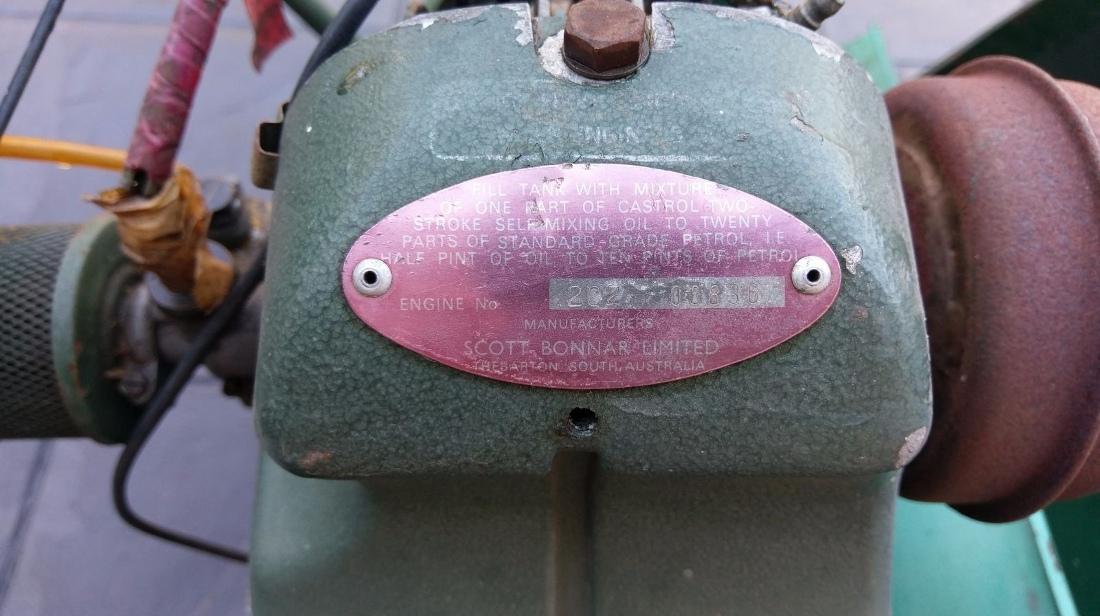 FILL TANK WITH MIXTURE
OF ONE PART OF CASTROL TWO-
STROKE SELF-MIXING OIL TO TWENTY
PARTS OF STANDARD GRADE PETROL, I.E.
HALF PINT OF OIL TO TEN PINTS OF PETROL
ENGINE No
MANUFACTURERS
SCOTT BONNAR LIMITED
THEBARTON SOUTH AUSTRALIA